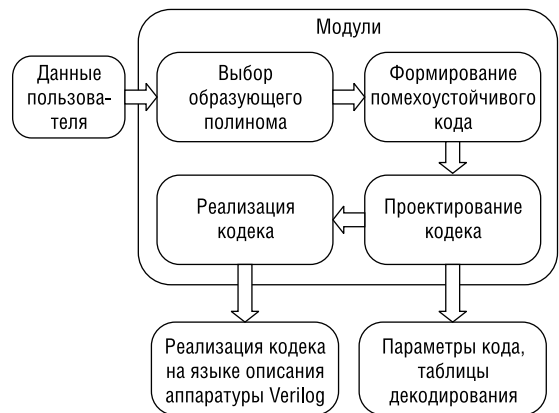 Модули
Данные
пользова-
теля
Выбор
образующего
полинома
Формирование
помехоустойчивого
кода
Реализация
кодека
Проектирование
кодека
Реализация кодека
на языке описания
аппаратуры Verilog
Параметры кода,
таблицы
декодирования